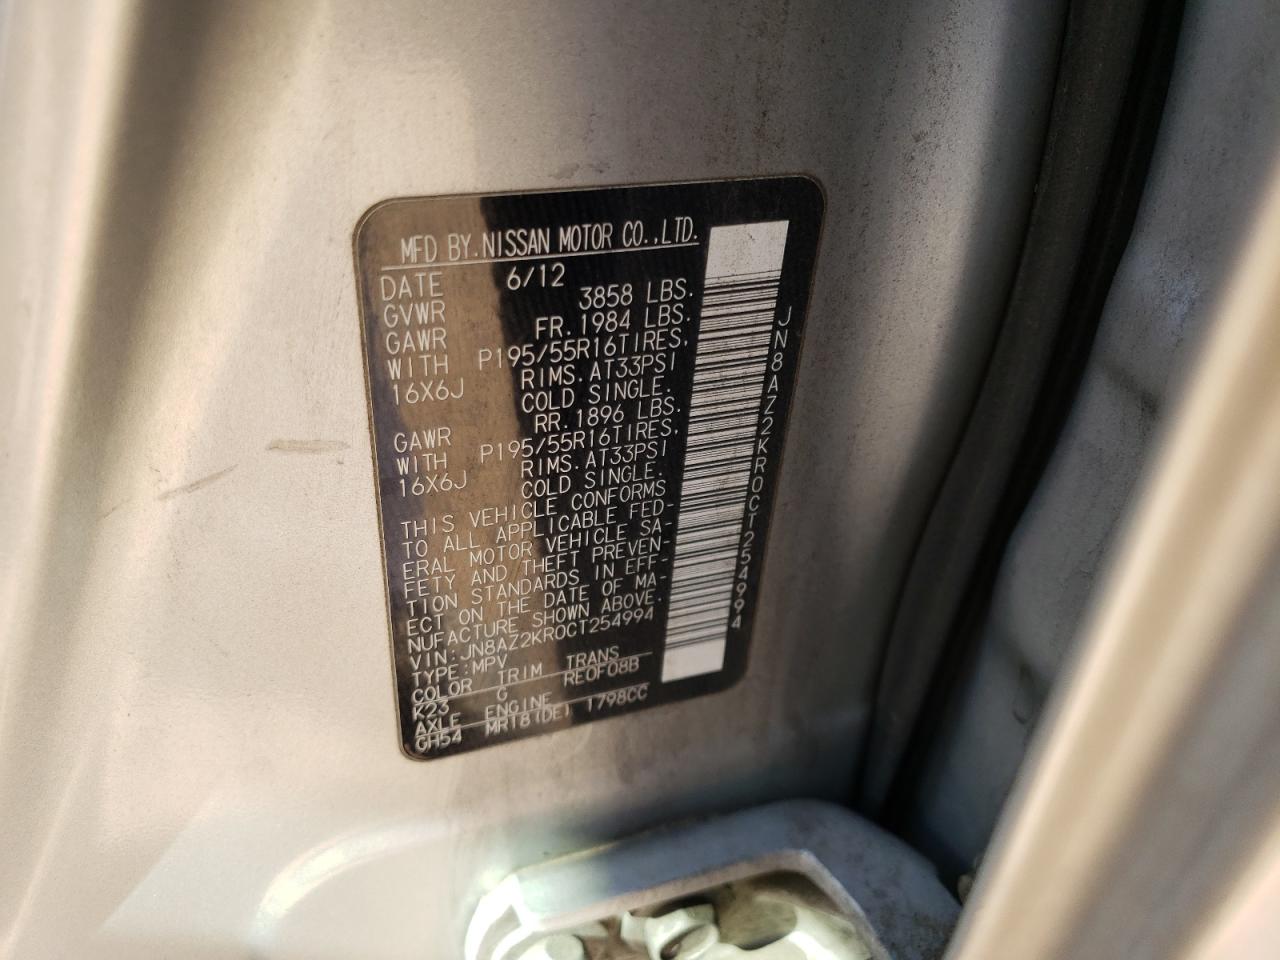 MFD BY.NISSAN MOTOR CO.,LTD.
DATE 6/12
GVWR 3858 LBS.
GAWR FR.1984 LBS.
WITH P195/55R16TIRES,
16X6J RIMS.AT33PSI
COLD SINGLE.
GAWR RR.1896 LBS.
WITH P195/55R16TIRES,
16X6J RIMS.AT33PSI
COLD SINGLE.
THIS VEHICLE CONFORMS
TO ALL APPLICABLE FED-
ERAL MOTOR VEHICLE SA-
FETY AND THEFT PREVEN-
TION STANDARDS IN EFF-
ECT ON THE DATE OF MA-
NUFACTURE SHOWN ABOVE.
VIN:JN8AZ2KR0CT254994
TYPE:MPV
COLOR TRIM TRANS
K23 G RE0F08B
AXLE ENGINE
GH54 MR18(DE) 1798CC
JN8AZ2KR0CT254994